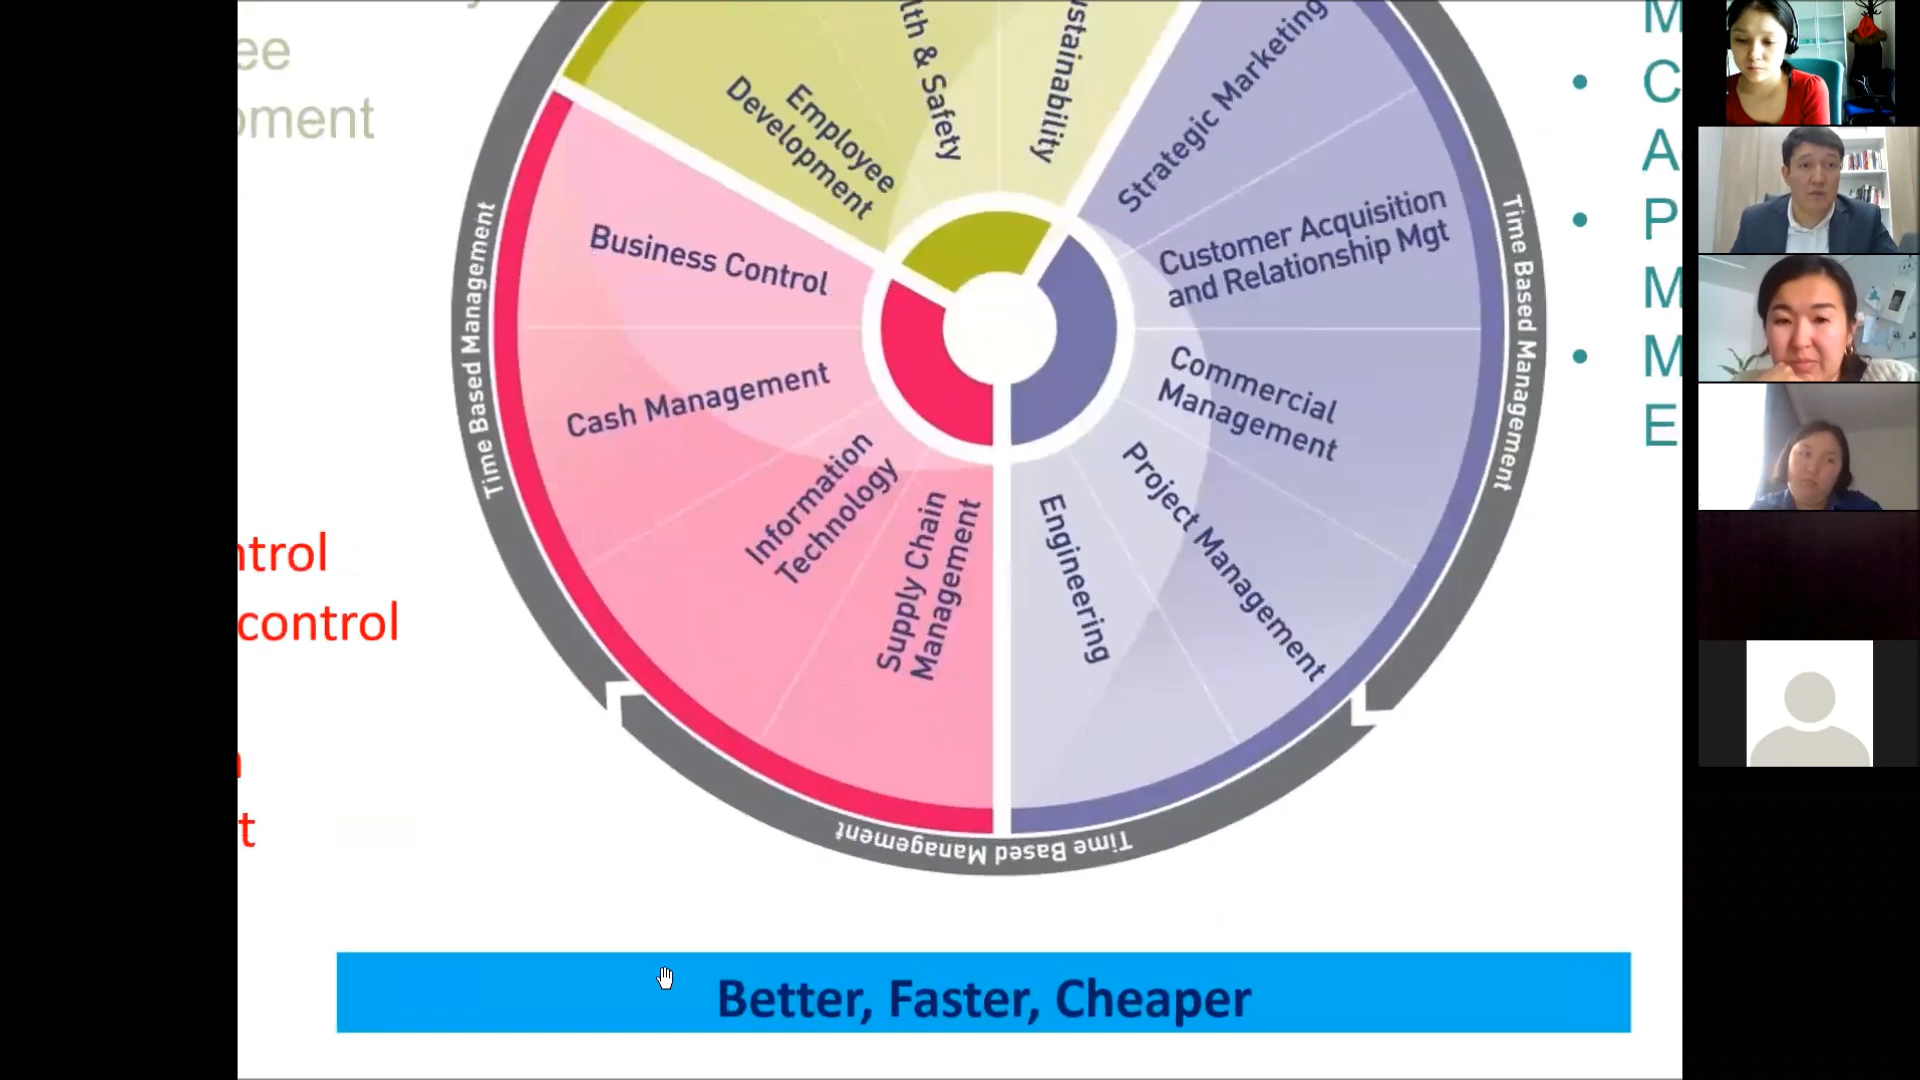 ee
oment
ntrol
control
t
lth & Safety
ustainability
Employee
Development
Strategic Marketing
Customer Acquisition
and Relationship Mgt
Business Control
Commercial
Management
Cash Management
Project Management
Information
Technology
Engineering
Supply Chain
Management
Time Based Management
Time Based Management
Time Based Management
M
• C
A
• P
M
• M
E
Better, Faster, Cheaper